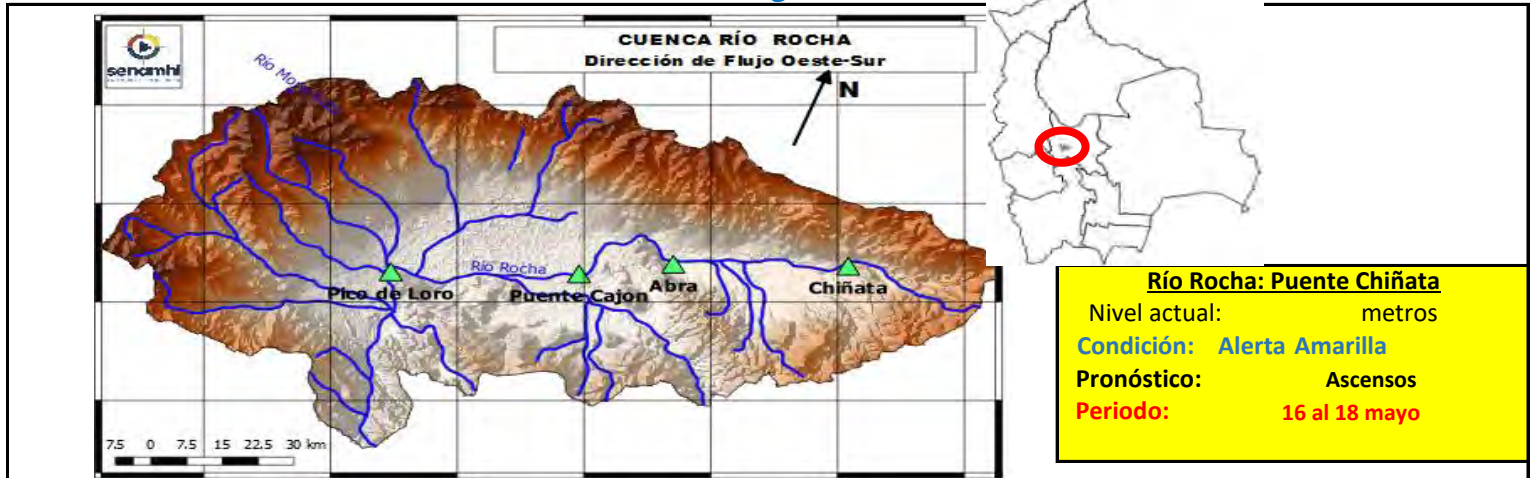 senamhi
CUENCA RÍO ROCHA
Dirección de Flujo Oeste-Sur
N
Río Rocha
Pico de Loro
Puente Cajon
Abra
Chiñata
7.5 0 7.5 15 22.5 30 km
Río Rocha: Puente Chiñata
Nivel actual: metros
Condición: Alerta Amarilla
Pronóstico: Ascensos
Periodo: 16 al 18 mayo